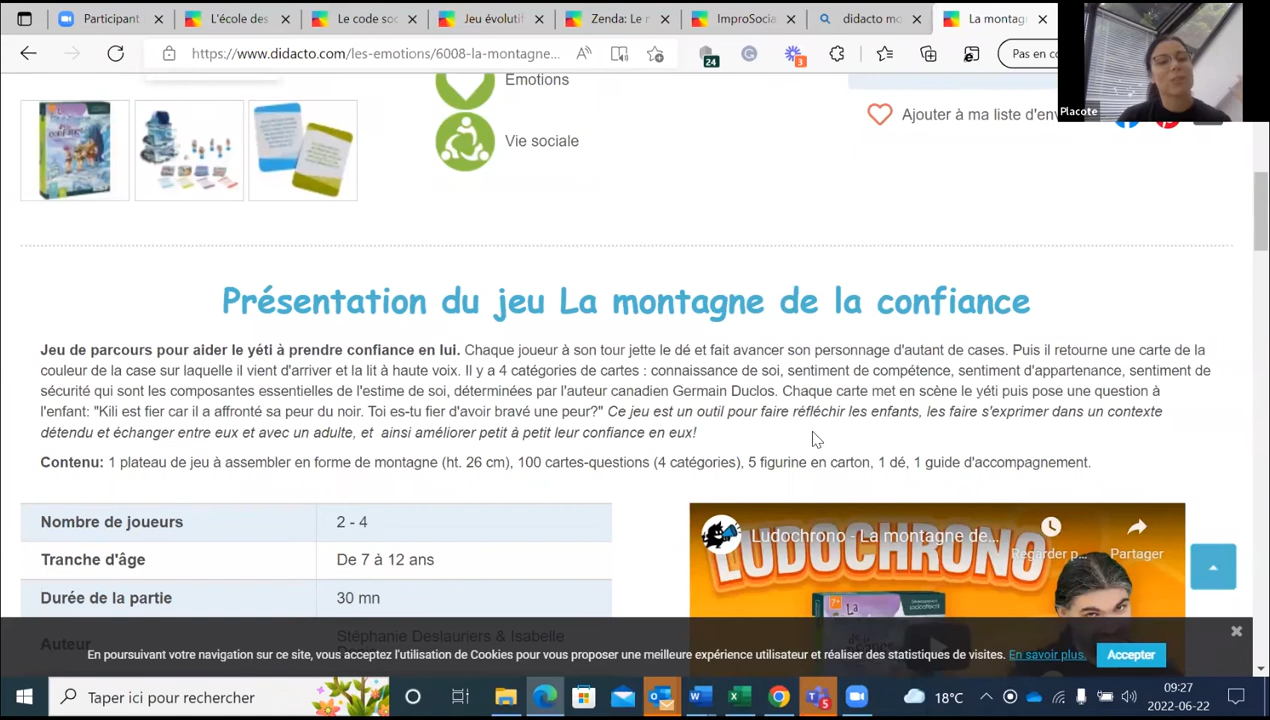 Participant
L'école des
Le code soc
Jeu évolutif
Zenda: Le r
ImproSocia
didacto mo
La montagn
https://www.didacto.com/les-emotions/6008-la-montagne...
24
3
Pas en co
Placote
Emotions
Ajouter à ma liste d'env
Vie sociale
Présentation du jeu La montagne de la confiance
Jeu de parcours pour aider le yéti à prendre confiance en lui. Chaque joueur à son tour jette le dé et fait avancer son personnage d'autant de cases. Puis il retourne une carte de la
couleur de la case sur laquelle il vient d'arriver et la lit à haute voix. Il y a 4 catégories de cartes : connaissance de soi, sentiment de compétence, sentiment d'appartenance, sentiment de
sécurité qui sont les composantes essentielles de l'estime de soi, déterminées par l'auteur canadien Germain Duclos. Chaque carte met en scène le yéti puis pose une question à
l'enfant: "Kili est fier car il a affronté sa peur du noir. Toi es-tu fier d'avoir bravé une peur?" Ce jeu est un outil pour faire réfléchir les enfants, les faire s'exprimer dans un contexte
détendu et échanger entre eux et avec un adulte, et ainsi améliorer petit à petit leur confiance en eux!
Contenu: 1 plateau de jeu à assembler en forme de montagne (ht. 26 cm), 100 cartes-questions (4 catégories), 5 figurine en carton, 1 dé, 1 guide d'accompagnement.
Nombre de joueurs 2 - 4
Tranche d'âge De 7 à 12 ans
Durée de la partie 30 mn
Auteur Stéphanie Deslauriers & Isabelle
Ludochrono - La montagne de...
Regarder p...
Partager
LUDOCHRONO
En poursuivant votre navigation sur ce site, vous acceptez l'utilisation de Cookies pour vous proposer une meilleure expérience utilisateur et réaliser des statistiques de visites. En savoir plus. Accepter
Taper ici pour rechercher
5
18°C
09:27
2022-06-22